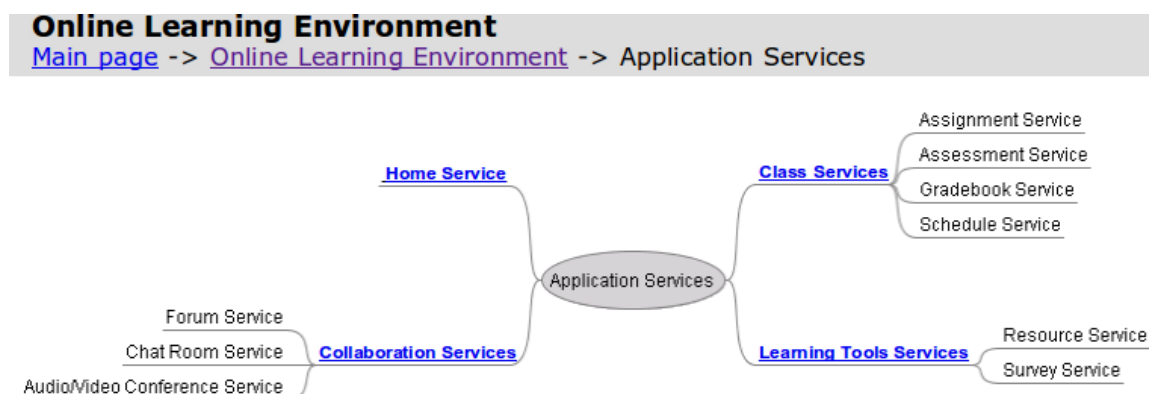 Online Learning Environment
Main page -> Online Learning Environment -> Application Services
Home Service
Forum Service
Chat Room Service
Audio/Video Conference Service
Collaboration Services
Application Services
Class Services
Assignment Service
Assessment Service
Gradebook Service
Schedule Service
Learning Tools Services
Resource Service
Survey Service